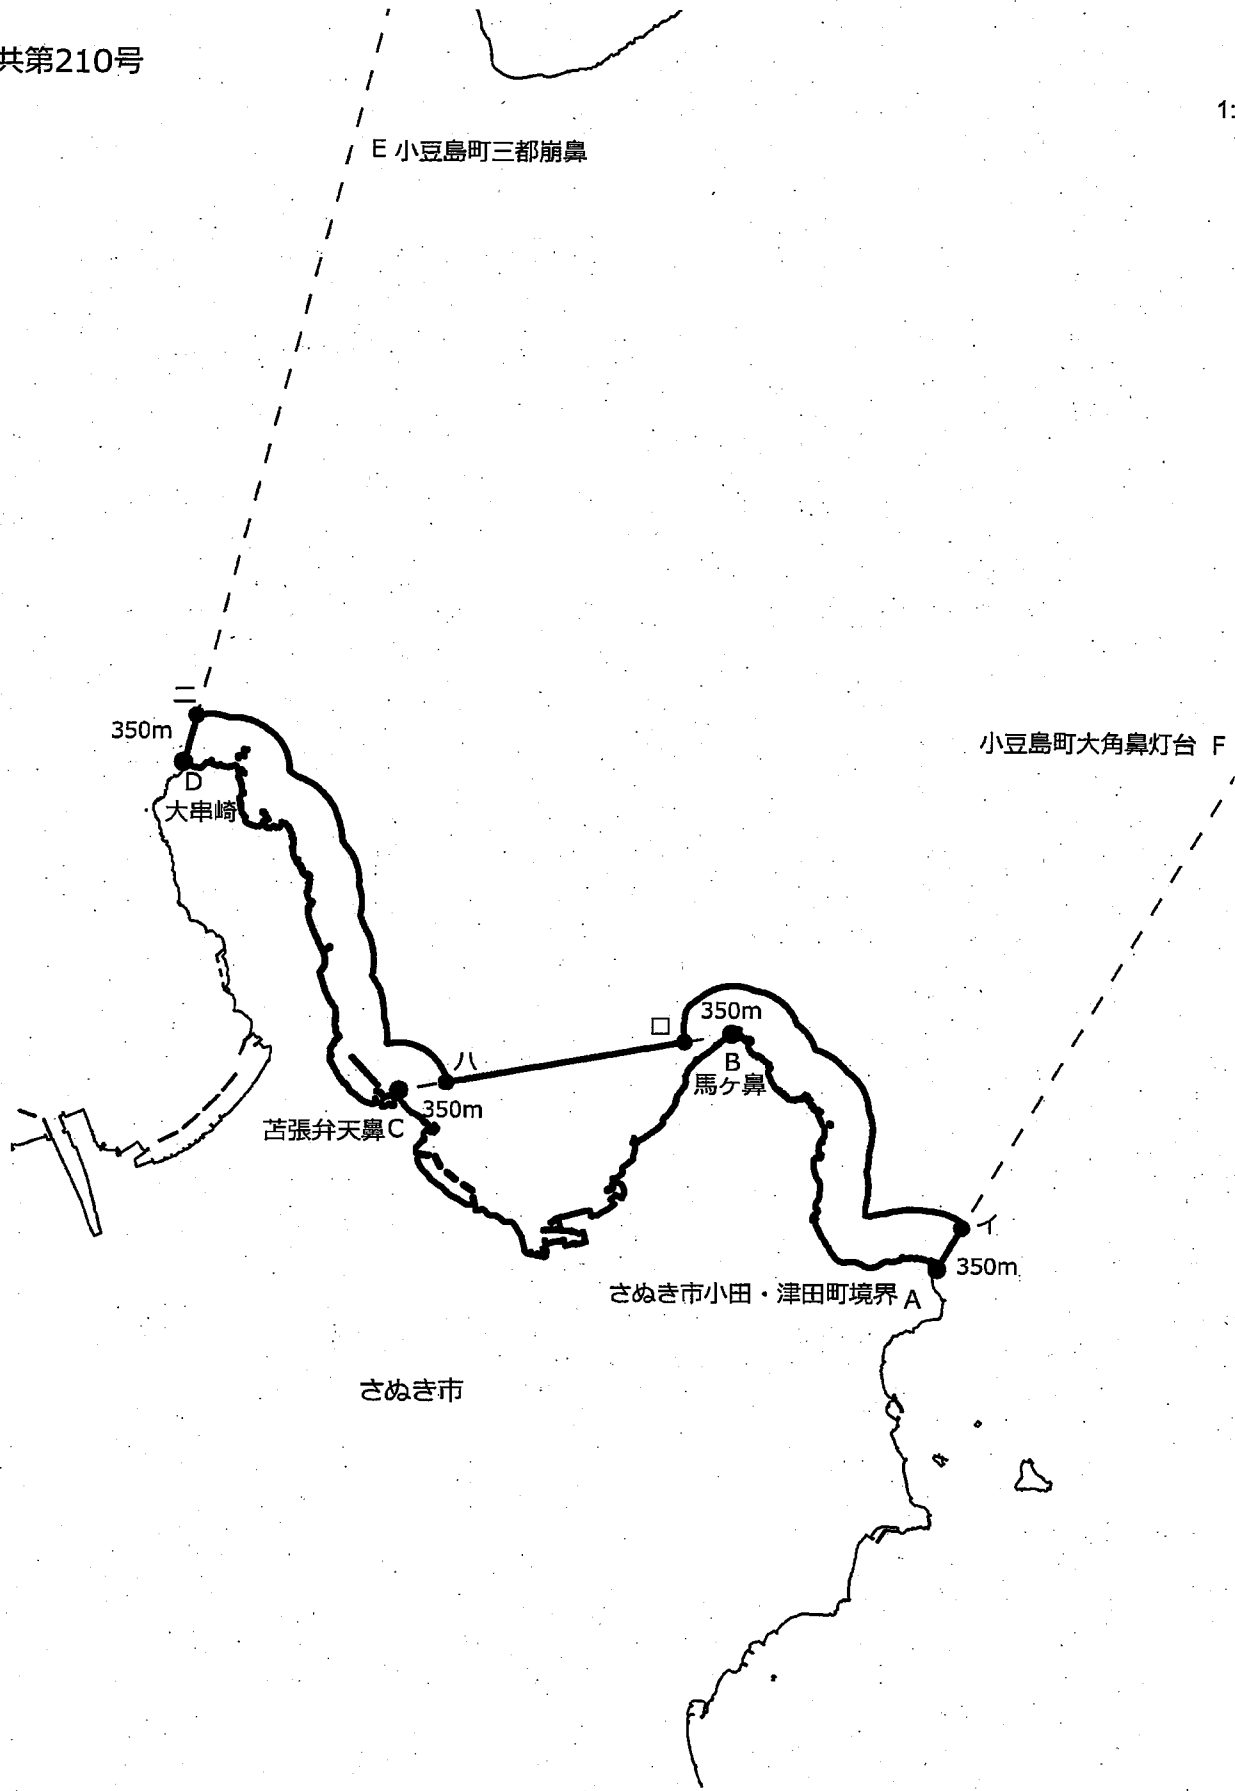 共第210号
1:
E 小豆島町三都崩鼻
ニ
350m
小豆島町大角鼻灯台 F
D
大串崎
ロ
350m
B
馬ヶ鼻
ハ
350m
苫張弁天鼻C
イ
350m
さぬき市小田・津田町境界 A
さぬき市